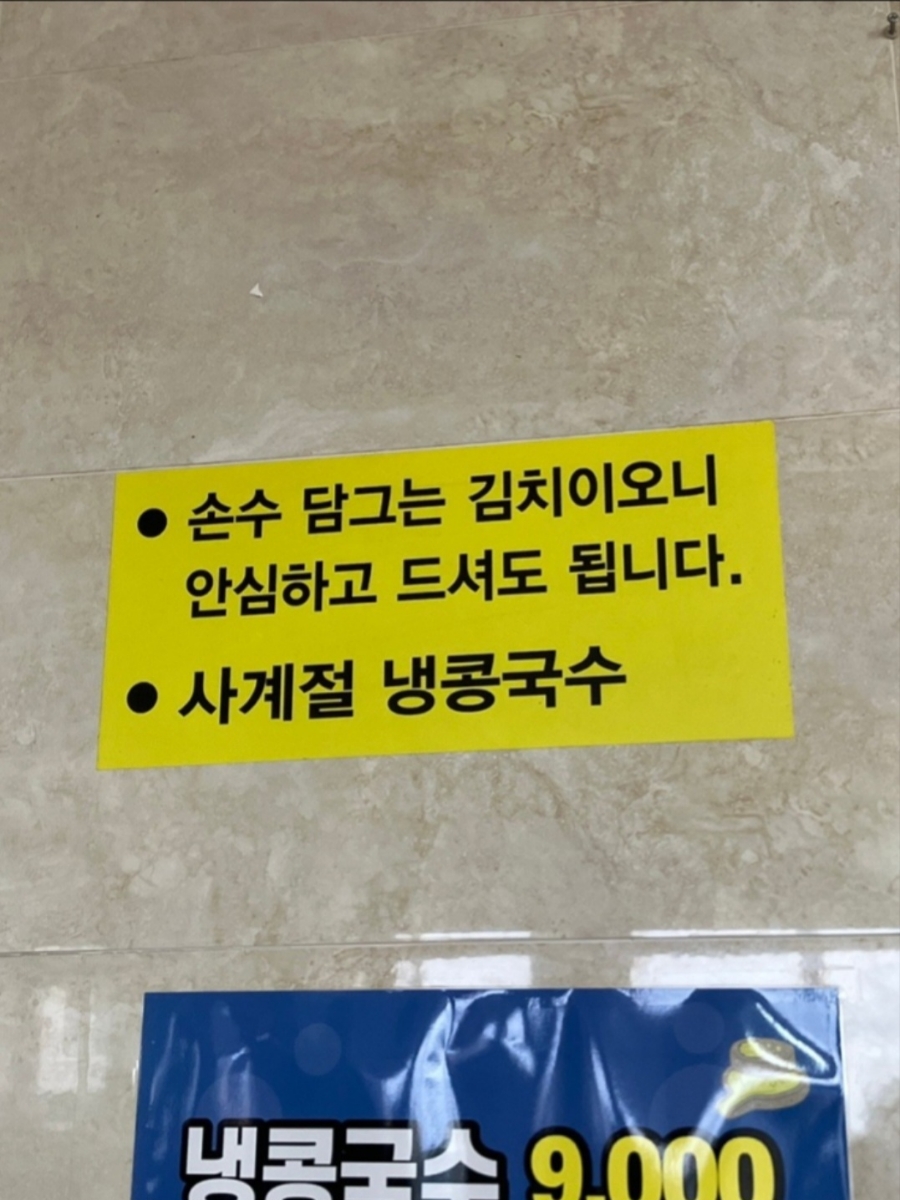 ● 손수 담그는 김치이오니
안심하고 드셔도 됩니다.
● 사계절 냉콩국수
냉콩국수 9,000